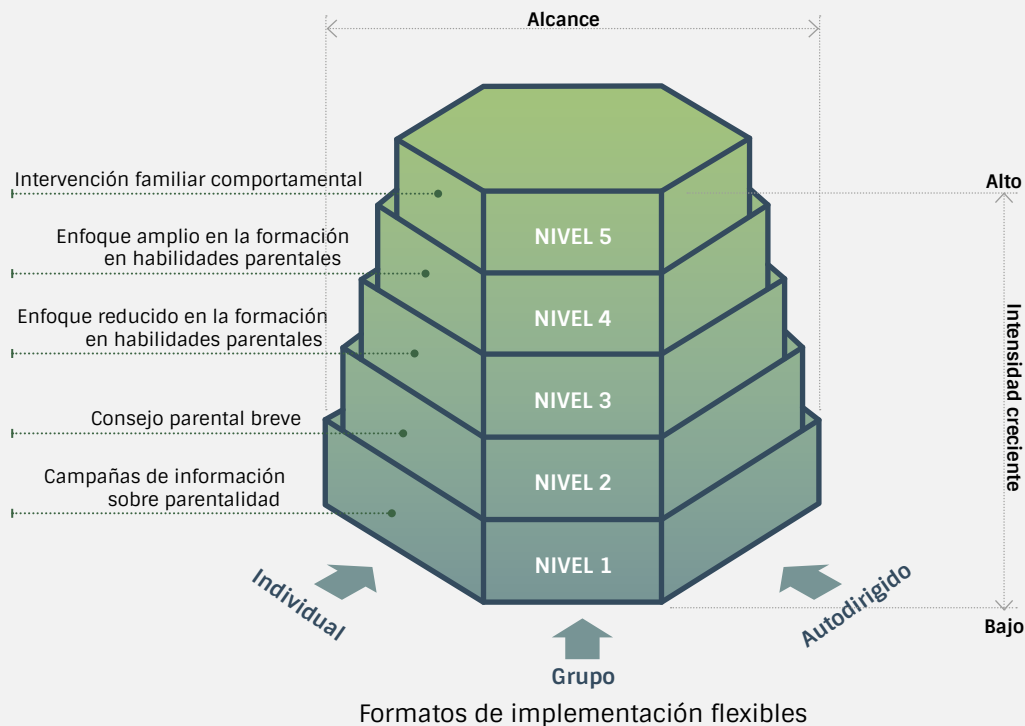 Alcance
Intervención familiar comportamental
Alto
Enfoque amplio en la formación
en habilidades parentales
NIVEL 5
Enfoque reducido en la formación
en habilidades parentales
NIVEL 4
Intensidad creciente
NIVEL 3
Consejo parental breve
NIVEL 2
Campañas de información
sobre parentalidad
NIVEL 1
Individual
Autodirigido
Bajo
Grupo
Formatos de implementación flexibles